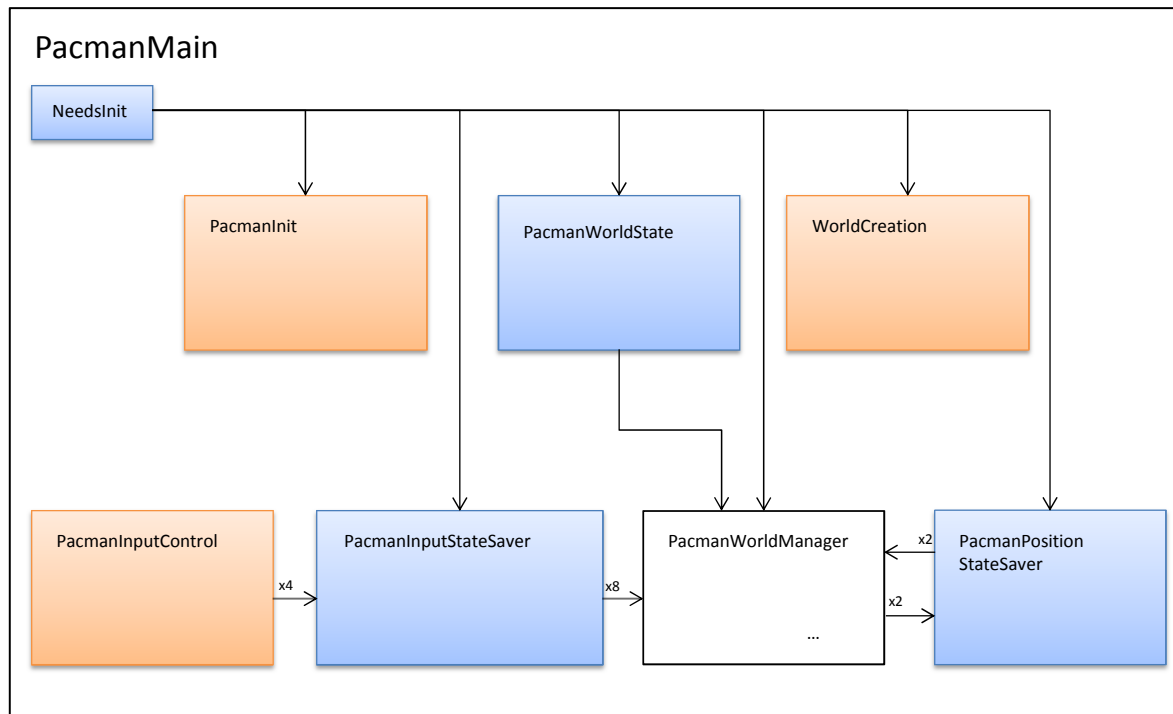 PacmanMain
NeedsInit
PacmanInit
PacmanWorldState
WorldCreation
PacmanInputControl
x4
PacmanInputStateSaver
x8
PacmanWorldManager
...
x2
x2
PacmanPosition
StateSaver